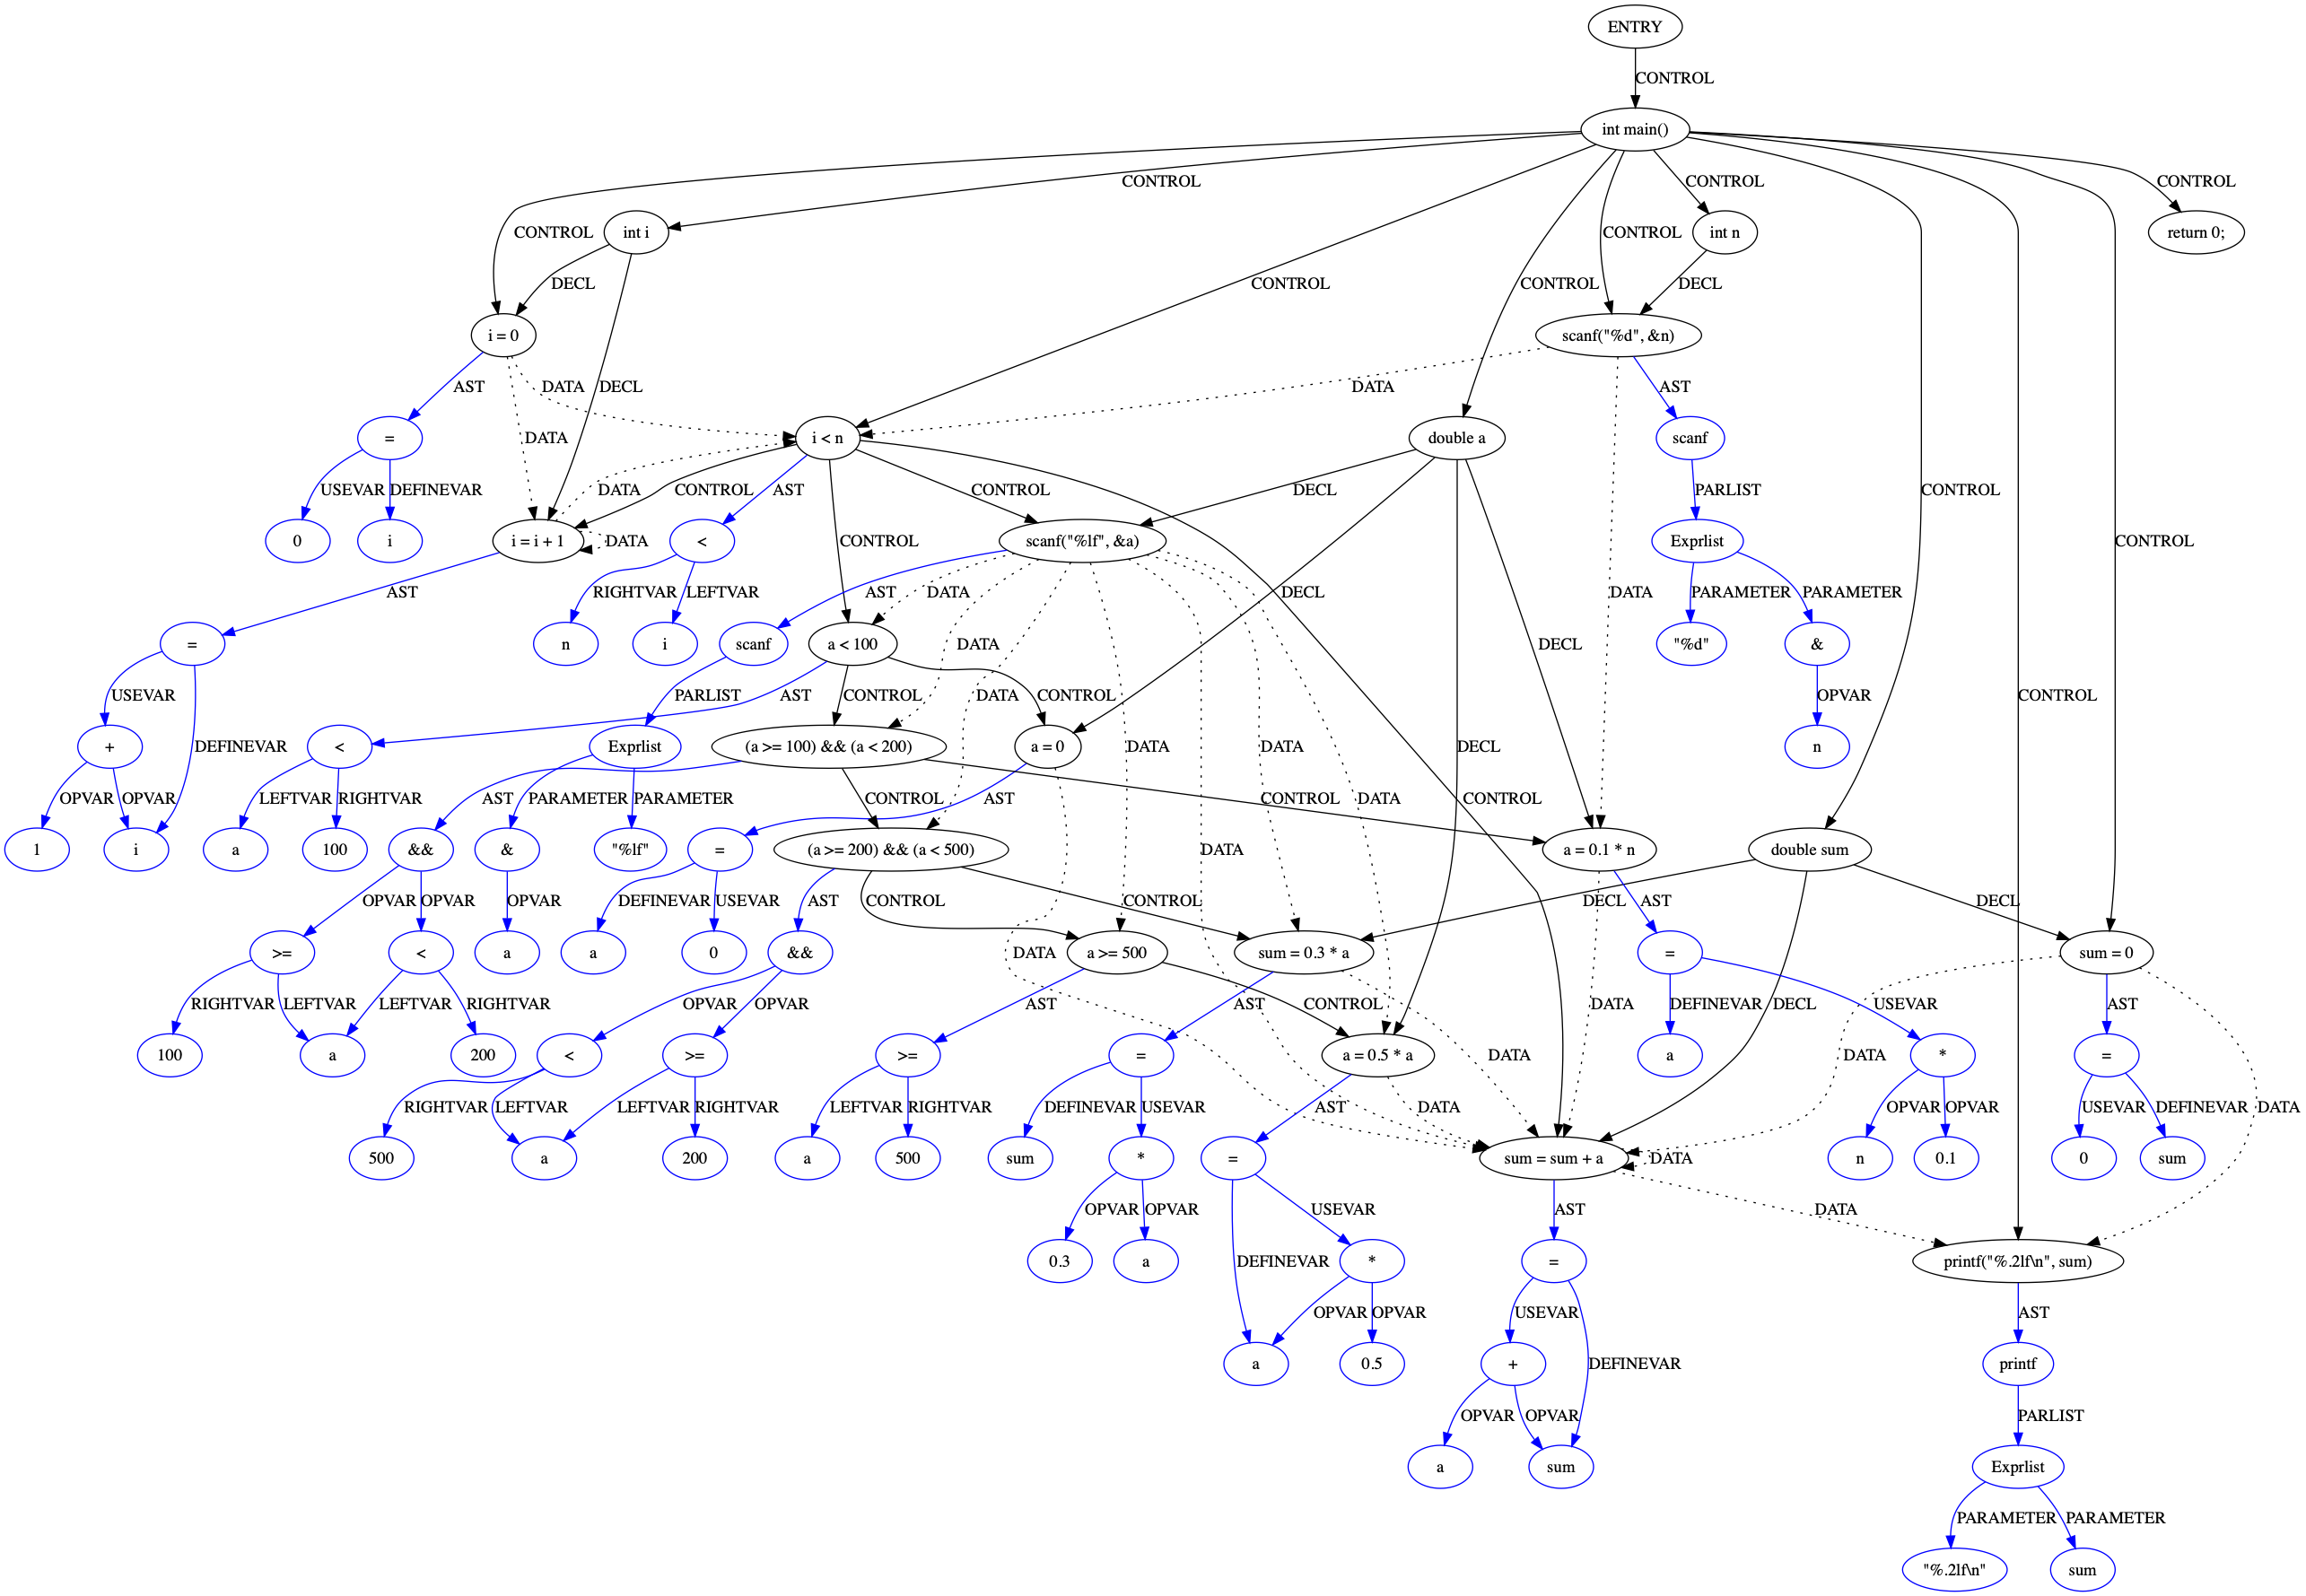 ENTRY
CONTROL
int main()
CONTROL
CONTROL
CONTROL
CONTROL
int i
int n
return 0;
CONTROL
CONTROL
DECL
CONTROL
CONTROL
DECL
i = 0
scanf("%d", &n)
AST
DATA
DECL
DATA
AST
=
DATA
i < n
double a
scanf
USEVAR
DEFINEVAR
DATA
CONTROL
AST
CONTROL
DECL
PARLIST
CONTROL
0
i
i = i + 1
DATA
<
CONTROL
scanf("%lf", &a)
Exprlist
CONTROL
AST
RIGHTVAR
LEFTVAR
AST
DATA
DECL
DATA
PARAMETER
PARAMETER
=
n
i
scanf
a < 100
DATA
DECL
"%d"
&
USEVAR
PARLIST
AST
CONTROL
DATA
CONTROL
OPVAR
CONTROL
+
DEFINEVAR
<
Exprlist
(a >= 100) && (a < 200)
a = 0
DATA
DATA
DECL
n
OPVAR
OPVAR
LEFTVAR
RIGHTVAR
AST
PARAMETER
PARAMETER
CONTROL
AST
CONTROL
DATA
CONTROL
1
i
a
100
&&
&
"%lf"
=
(a >= 200) && (a < 500)
DATA
a = 0.1 * n
double sum
OPVAR
OPVAR
OPVAR
DEFINEVAR
USEVAR
AST
CONTROL
CONTROL
DECL
AST
DECL
>=
<
a
a
0
&&
DATA
a >= 500
sum = 0.3 * a
=
sum = 0
RIGHTVAR
LEFTVAR
LEFTVAR
RIGHTVAR
OPVAR
OPVAR
AST
AST
CONTROL
DATA
DEFINEVAR
DECL
USEVAR
AST
100
a
200
<
>=
>=
=
a = 0.5 * a
DATA
a
*
DATA
=
RIGHTVAR
LEFTVAR
LEFTVAR
RIGHTVAR
LEFTVAR
RIGHTVAR
DEFINEVAR
USEVAR
AST
DATA
OPVAR
OPVAR
USEVAR
DEFINEVAR
DATA
500
a
200
a
500
sum
*
=
sum = sum + a
DATA
n
0.1
0
sum
OPVAR
OPVAR
USEVAR
AST
DATA
0.3
a
DEFINEVAR
*
=
printf("%.2lf\n", sum)
OPVAR
OPVAR
USEVAR
AST
a
0.5
+
DEFINEVAR
printf
OPVAR
OPVAR
PARLIST
a
sum
Exprlist
PARAMETER
PARAMETER
"%.2lf\n"
sum